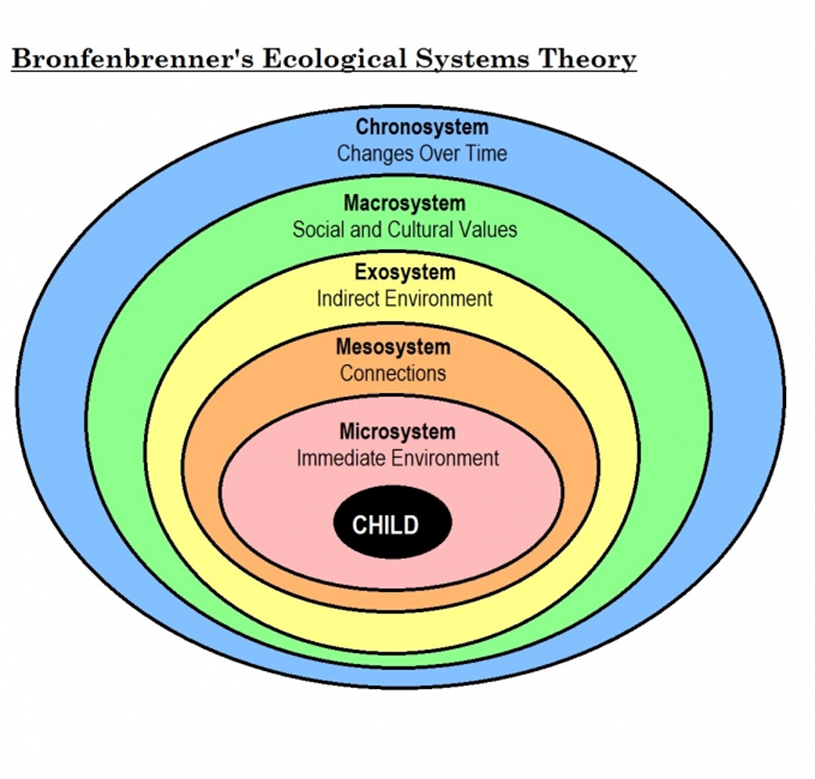 Bronfenbrenner's Ecological Systems Theory
Chronosystem
Changes Over Time
Macrosystem
Social and Cultural Values
Exosystem
Indirect Environment
Mesosystem
Connections
Microsystem
Immediate Environment
CHILD